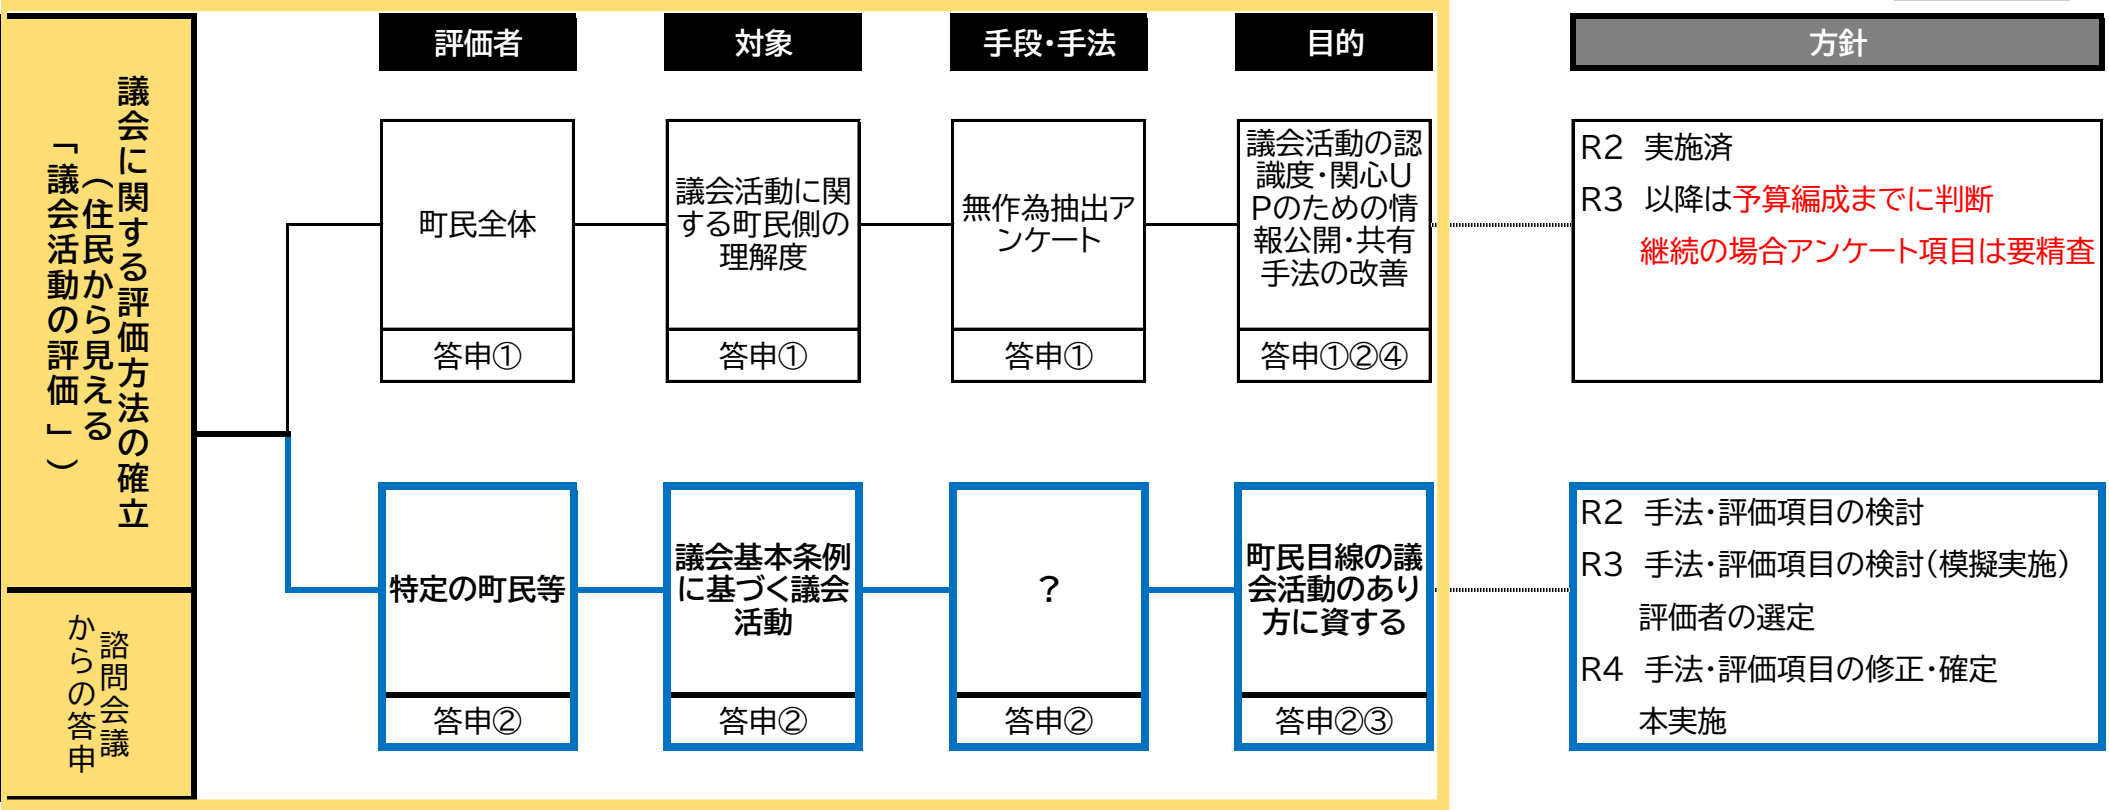 議会に関する評価方法の確立
（住民から見える
「議会活動の評価」）
諮問会議
からの答申
評価者
対象
手段・手法
目的
方針
町民全体
答申①
議会活動に関
する町民側の
理解度
答申①
無作為抽出ア
ンケート
答申①
議会活動の認
識度・関心U
Pのための情
報公開・共有
手法の改善
答申①②④
R2 実施済
R3 以降は予算編成までに判断
継続の場合アンケート項目は要精査
特定の町民等
答申②
議会基本条例
に基づく議会
活動
答申②
？
答申②
町民目線の議
会活動のあり
方に資する
答申②③
R2 手法・評価項目の検討
R3 手法・評価項目の検討（模擬実施）
評価者の選定
R4 手法・評価項目の修正・確定
本実施